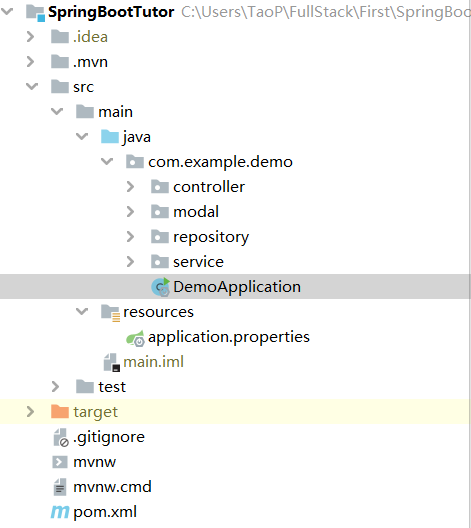 SpringBootTutor C:\Users\TaoP\FullStack\First\SpringBoo
.idea
.mvn
src
main
java
com.example.demo
controller
modal
repository
service
DemoApplication
resources
application.properties
main.iml
test
target
.gitignore
mvnw
mvnw.cmd
pom.xml